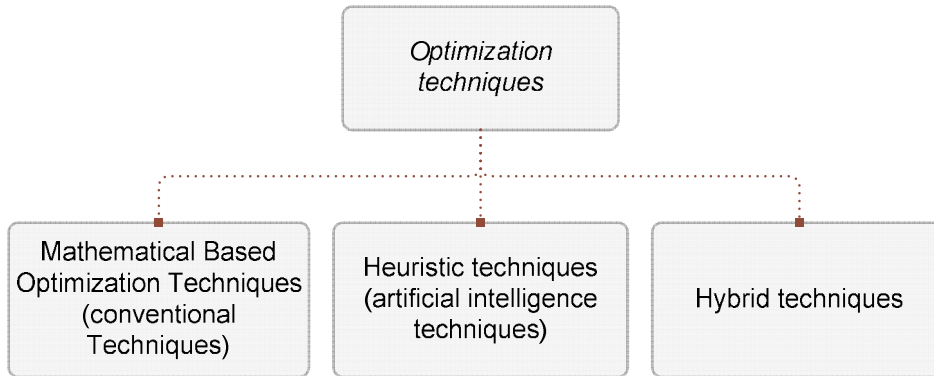 Optimization
techniques
Mathematical Based
Optimization Techniques
(conventional
Techniques)
Heuristic techniques
(artificial intelligence
techniques)
Hybrid techniques